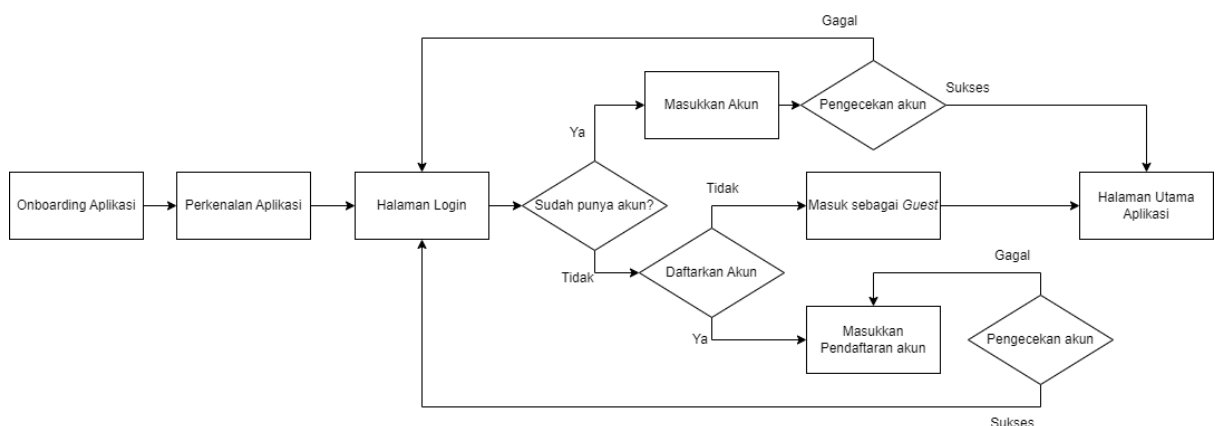 Gagal
Masukkan Akun
Pengecekan akun
Sukses
Ya
Onboarding Aplikasi
Perkenalan Aplikasi
Halaman Login
Sudah punya akun?
Tidak
Masuk sebagai Guest
Halaman Utama
Aplikasi
Tidak
Daftarkan Akun
Gagal
Ya
Masukkan
Pendaftaran akun
Pengecekan akun
Sukses